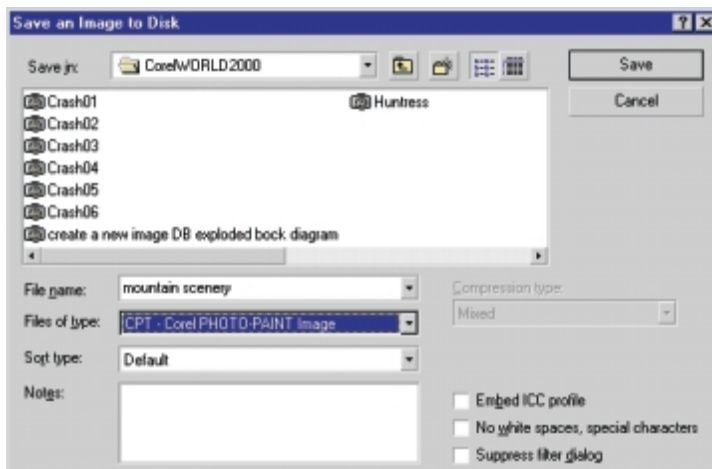 Save an Image to Disk
Save in: CorelWORLD2000 Save
Crash01 Huntress Cancel
Crash02
Crash03
Crash04
Crash05
Crash06
create a new image DB exploded bock diagram
File name: mountain scenery Compression type:
Files of type: CPT - Corel PHOTO-PAINT Image Mixed
Sort type: Default
Notes: Embed ICC profile
No white spaces, special characters
Suppress filter dialog